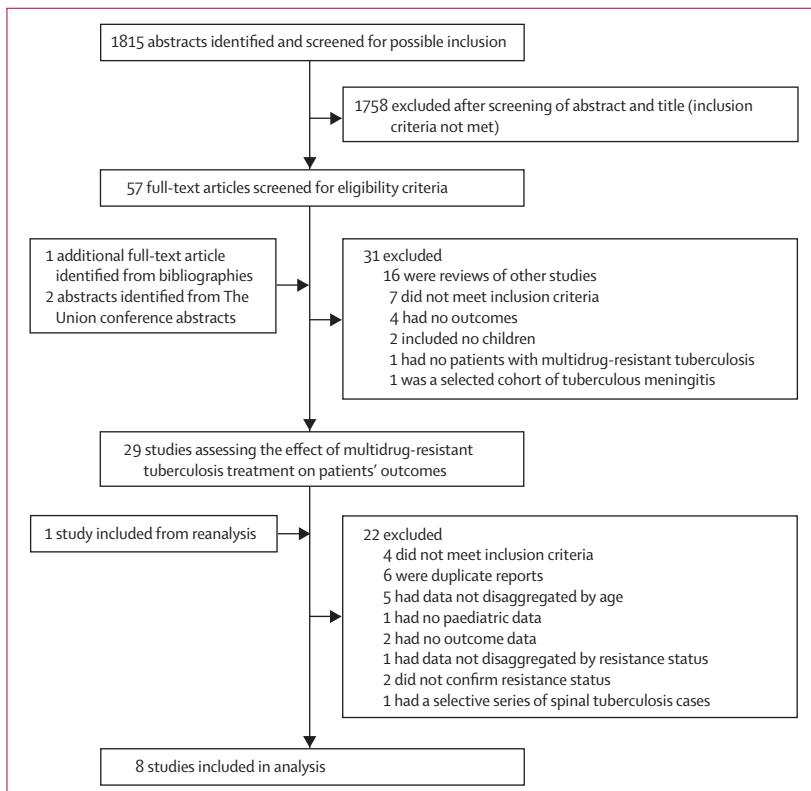 1815 abstracts identified and screened for possible inclusion
1758 excluded after screening of abstract and title (inclusion
criteria not met)
57 full-text articles screened for eligibility criteria
1 additional full-text article
identified from bibliographies
2 abstracts identified from The
Union conference abstracts
31 excluded
16 were reviews of other studies
7 did not meet inclusion criteria
4 had no outcomes
2 included no children
1 had no patients with multidrug-resistant tuberculosis
1 was a selected cohort of tuberculous meningitis
29 studies assessing the effect of multidrug-resistant
tuberculosis treatment on patients’ outcomes
1 study included from reanalysis
22 excluded
4 did not meet inclusion criteria
6 were duplicate reports
5 had data not disaggregated by age
1 had no paediatric data
2 had no outcome data
1 had data not disaggregated by resistance status
2 did not confirm resistance status
1 had a selective series of spinal tuberculosis cases
8 studies included in analysis